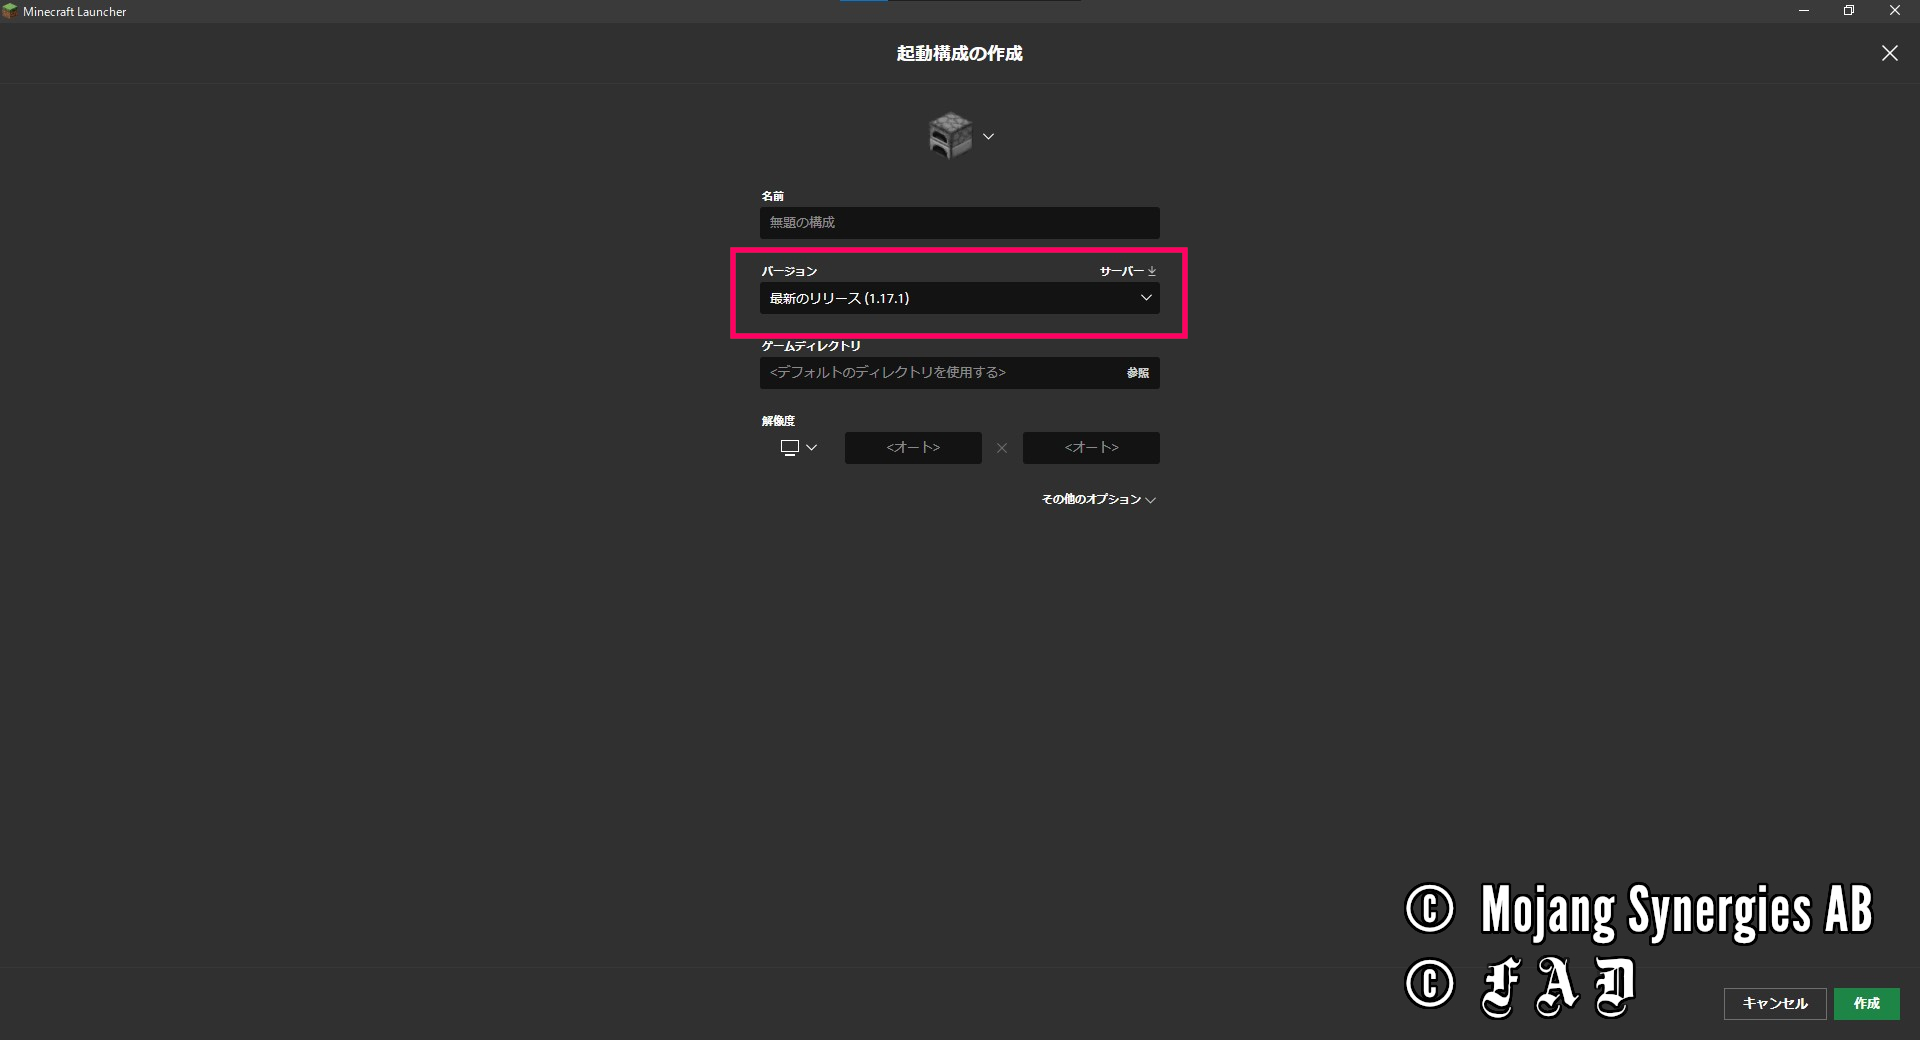 Minecraft Launcher
起動構成の作成
名前
無題の構成
バージョン
サーバー
最新のリリース (1.17.1)
ゲームディレクトリ
<デフォルトのディレクトリを使用する>
参照
解像度
<オート>
<オート>
その他のオプション
© Mojang Synergies AB
© FAD
キャンセル
作成